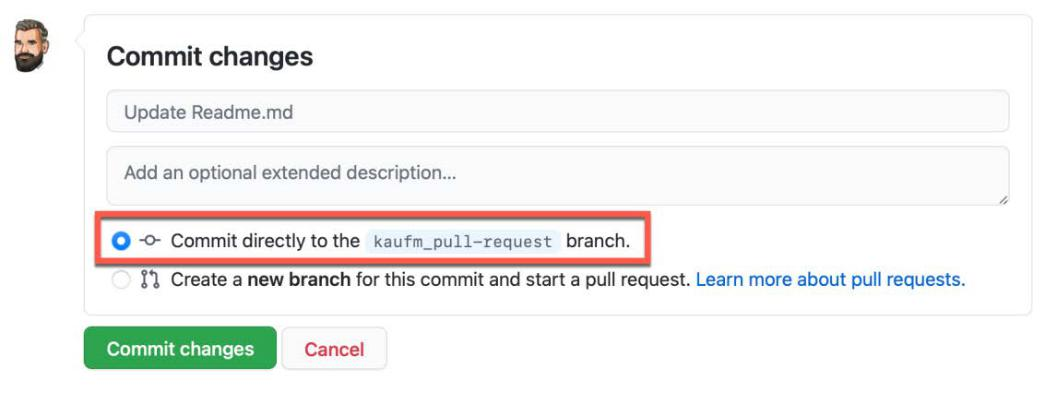 Commit changes
Update Readme.md
Add an optional extended description...
Commit directly to the kaufm_pull-request branch.
Create a new branch for this commit and start a pull request. Learn more about pull requests.
Commit changes Cancel